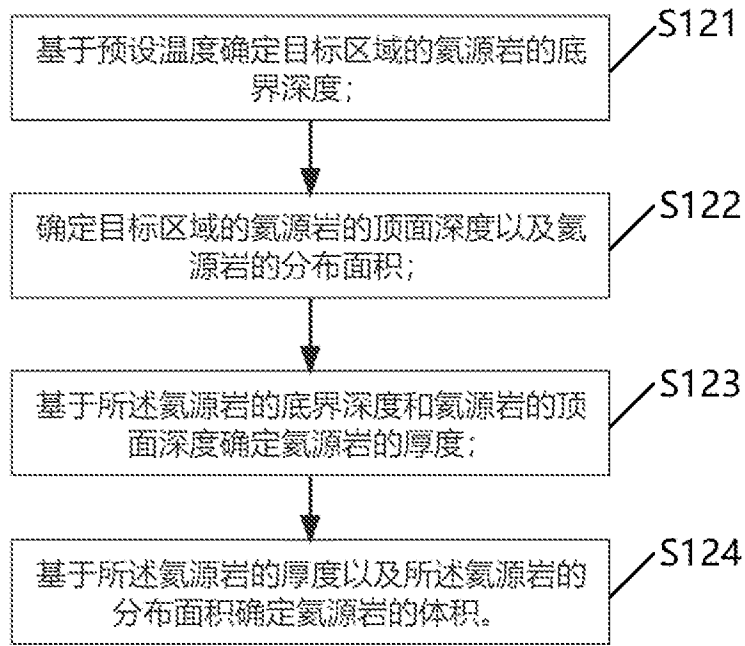 S121
基于预设温度确定目标区域的氦源岩的底
界深度；
S122
确定目标区域的氦源岩的顶面深度以及氦
源岩的分布面积；
S123
基于所述氦源岩的底界深度和氦源岩的顶
面深度确定氦源岩的厚度；
S124
基于所述氦源岩的厚度以及所述氦源岩的
分布面积确定氦源岩的体积。